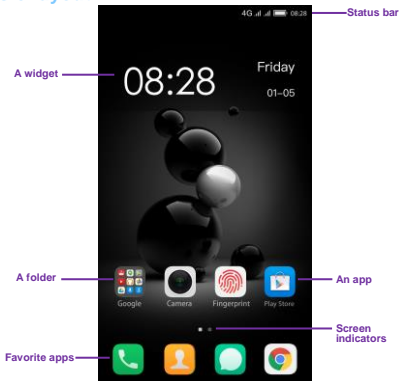 4G 08:28
Status bar
A widget
08:28
Friday
01-05
A folder
Google
Camera
Fingerprint
Play Store
An app
Screen
indicators
Favorite apps